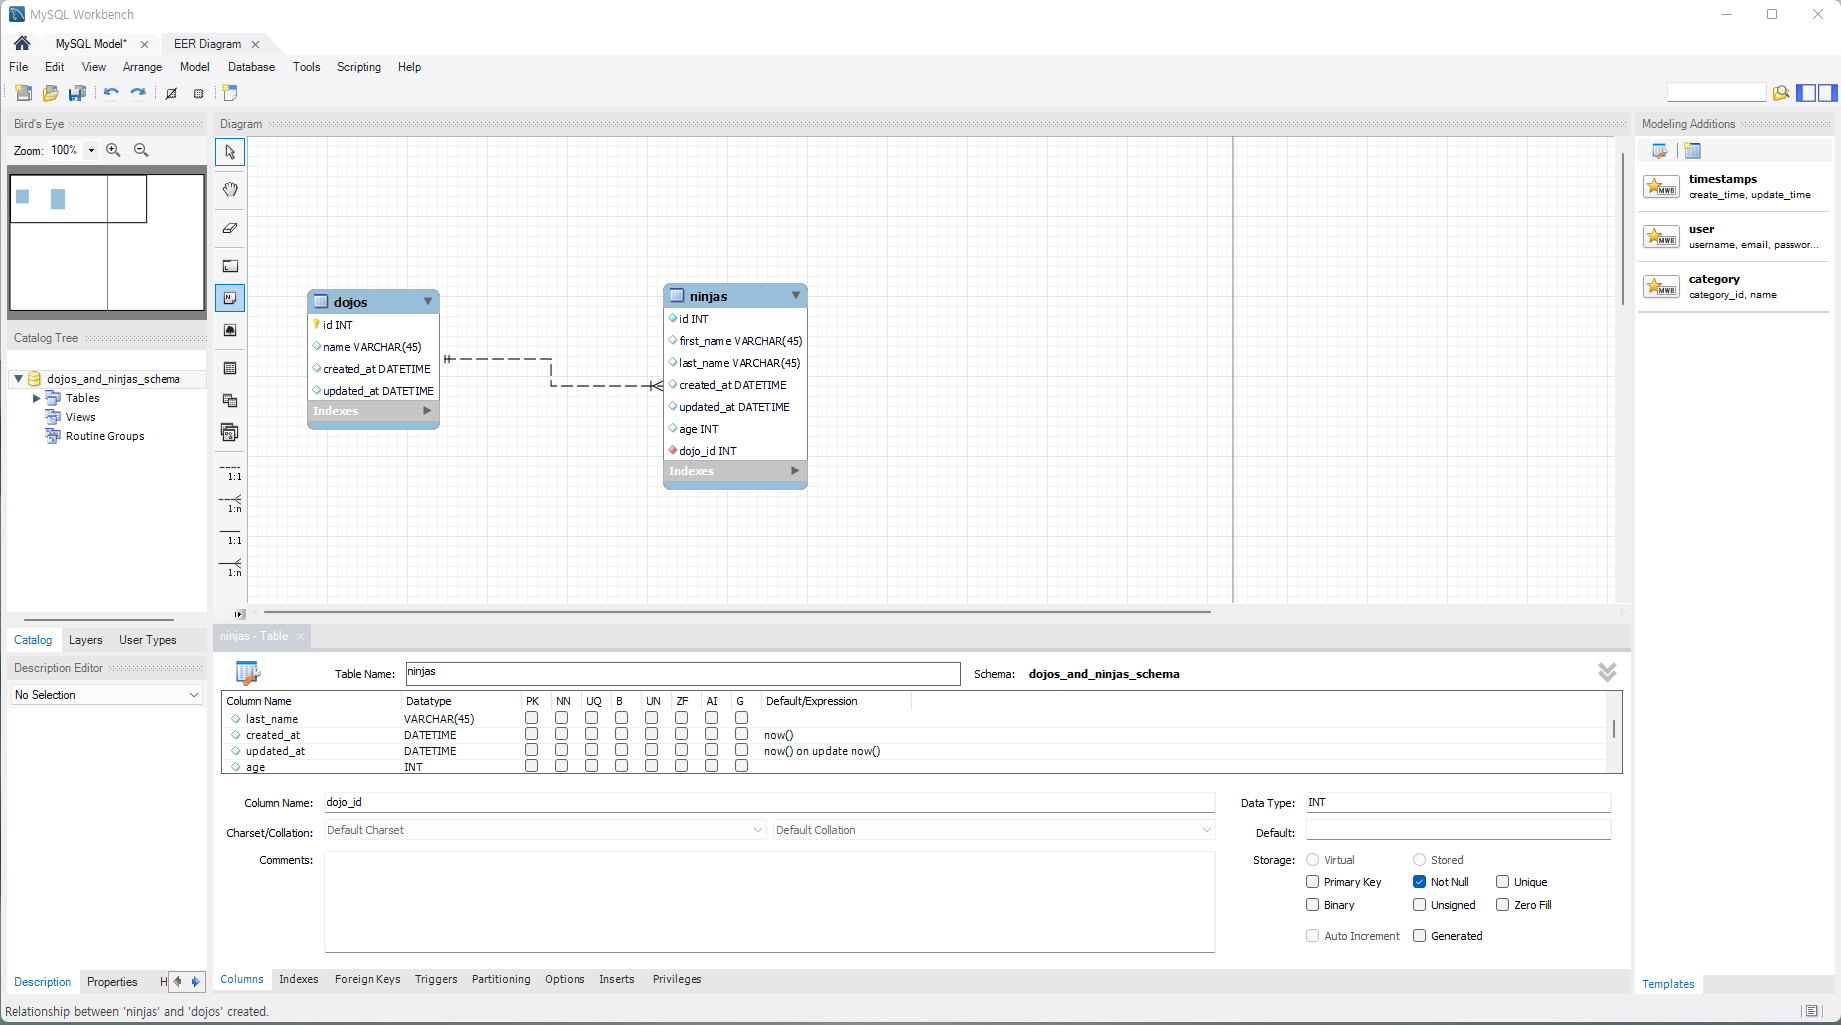 MySQL Workbench
MySQL Model*
EER Diagram
File Edit View Arrange Model Database Tools Scripting Help
Bird's Eye
Zoom: 100%
Catalog Tree
dojos_and_ninjas_schema
Tables
Views
Routine Groups
Catalog Layers User Types
Description Editor
No Selection
Description Properties H
Diagram
1:1
1:n
1:1
1:n
dojos
id INT
name VARCHAR(45)
created_at DATETIME
updated_at DATETIME
Indexes
ninjas
id INT
first_name VARCHAR(45)
last_name VARCHAR(45)
created_at DATETIME
updated_at DATETIME
age INT
dojo_id INT
Indexes
Modeling Additions
MWB
timestamps
create_time, update_time
MWB
user
username, email, passwor...
MWB
category
category_id, name
Templates
ninjas - Table
Table Name: ninjas Schema: dojos_and_ninjas_schema
Column Name Datatype PK NN UQ B UN ZF AI G Default/Expression
last_name VARCHAR(45)
created_at DATETIME now()
updated_at DATETIME now() on update now()
age INT
Column Name: dojo_id Data Type: INT
Charset/Collation: Default Charset Default Collation Default:
Comments: Storage: Virtual Stored
Primary Key Not Null Unique
Binary Unsigned Zero Fill
Auto Increment Generated
Columns Indexes Foreign Keys Triggers Partitioning Options Inserts Privileges
Relationship between 'ninjas' and 'dojos' created.